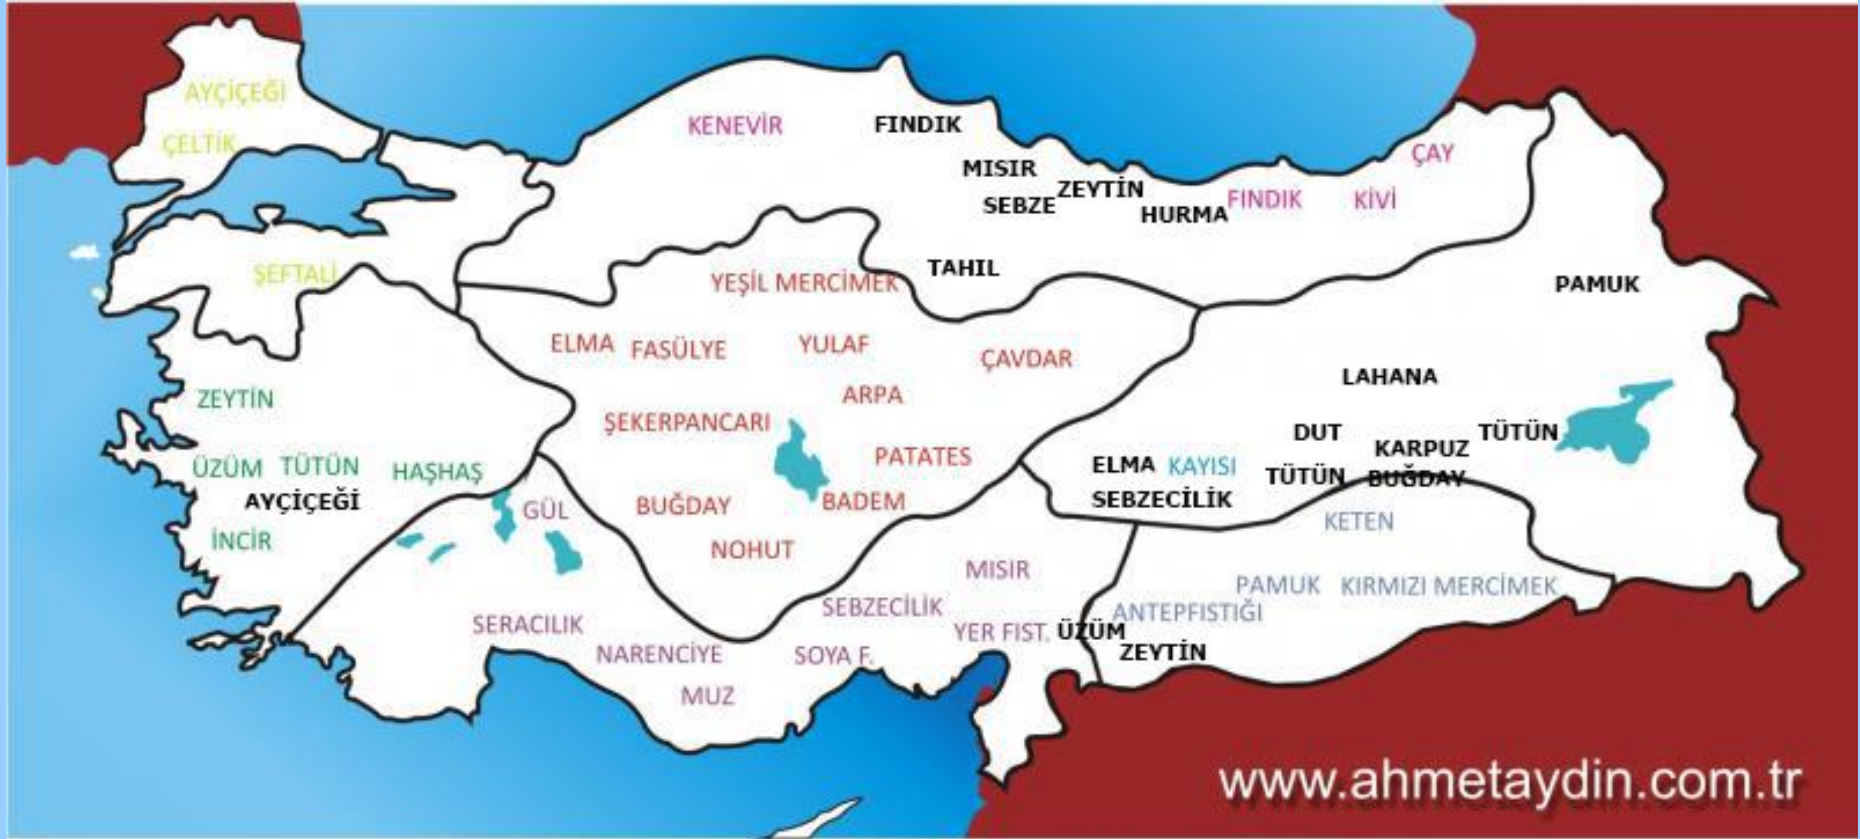 AYÇİÇEĞİ
ÇELTİK
ŞEFTALİ
KENEVİR
FINDIK
MISIR
SEBZE
ZEYTİN
HURMA
FINDIK
KİVİ
ÇAY
TAHIL
YEŞİL MERCİMEK
ELMA
FASÜLYE
YULAF
ÇAVDAR
ARPA
ŞEKERPANCARI
PATATES
BUĞDAY
BADEM
NOHUT
PAMUK
LAHANA
DUT
KARPUZ
TÜTÜN
ELMA
KAYISI
TÜTÜN
BUĞDAY
SEBZECİLİK
ZEYTİN
ÜZÜM
TÜTÜN
HAŞHAŞ
AYÇİÇEĞİ
İNCİR
GÜL
SERACILIK
NARENCİYE
MUZ
SOYA F.
SEBZECİLİK
MISIR
YER FIST.
ÜZÜM
KETEN
PAMUK
KIRMIZI MERCİMEK
ANTEPFISTIĞI
ZEYTİN
www.ahmetaydin.com.tr